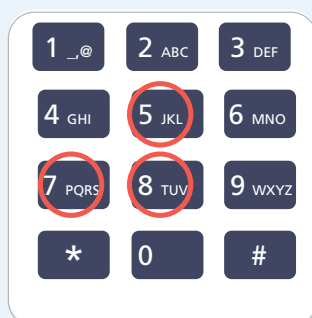 1 _,@ 2 ABC 3 DEF
4 GHI 5 JKL 6 MNO
7 PQRS 8 TUV 9 WXYZ
* 0 #